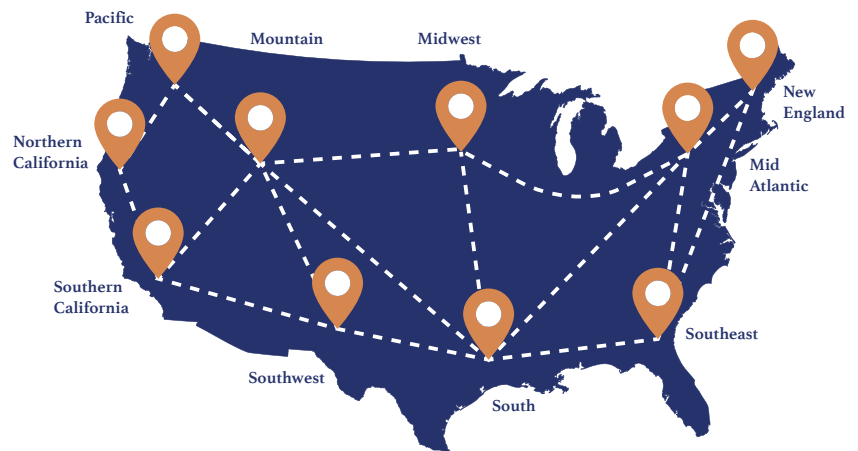 Pacific
Mountain
Midwest
New
England
Northern
California
Mid
Atlantic
Southern
California
Southeast
Southwest
South